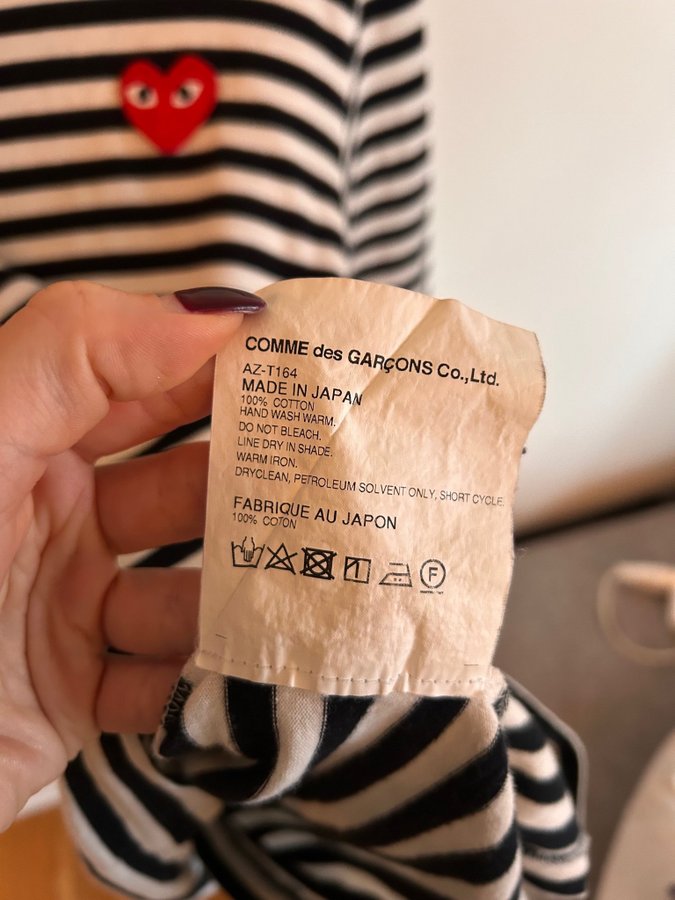 COMME des GARÇONS Co.,Ltd.
AZ-T164
MADE IN JAPAN
100% COTTON
HAND WASH WARM.
DO NOT BLEACH.
LINE DRY IN SHADE.
WARM IRON.
DRYCLEAN, PETROLEUM SOLVENT ONLY, SHORT CYCLE.
FABRIQUE AU JAPON
100% COTON
F